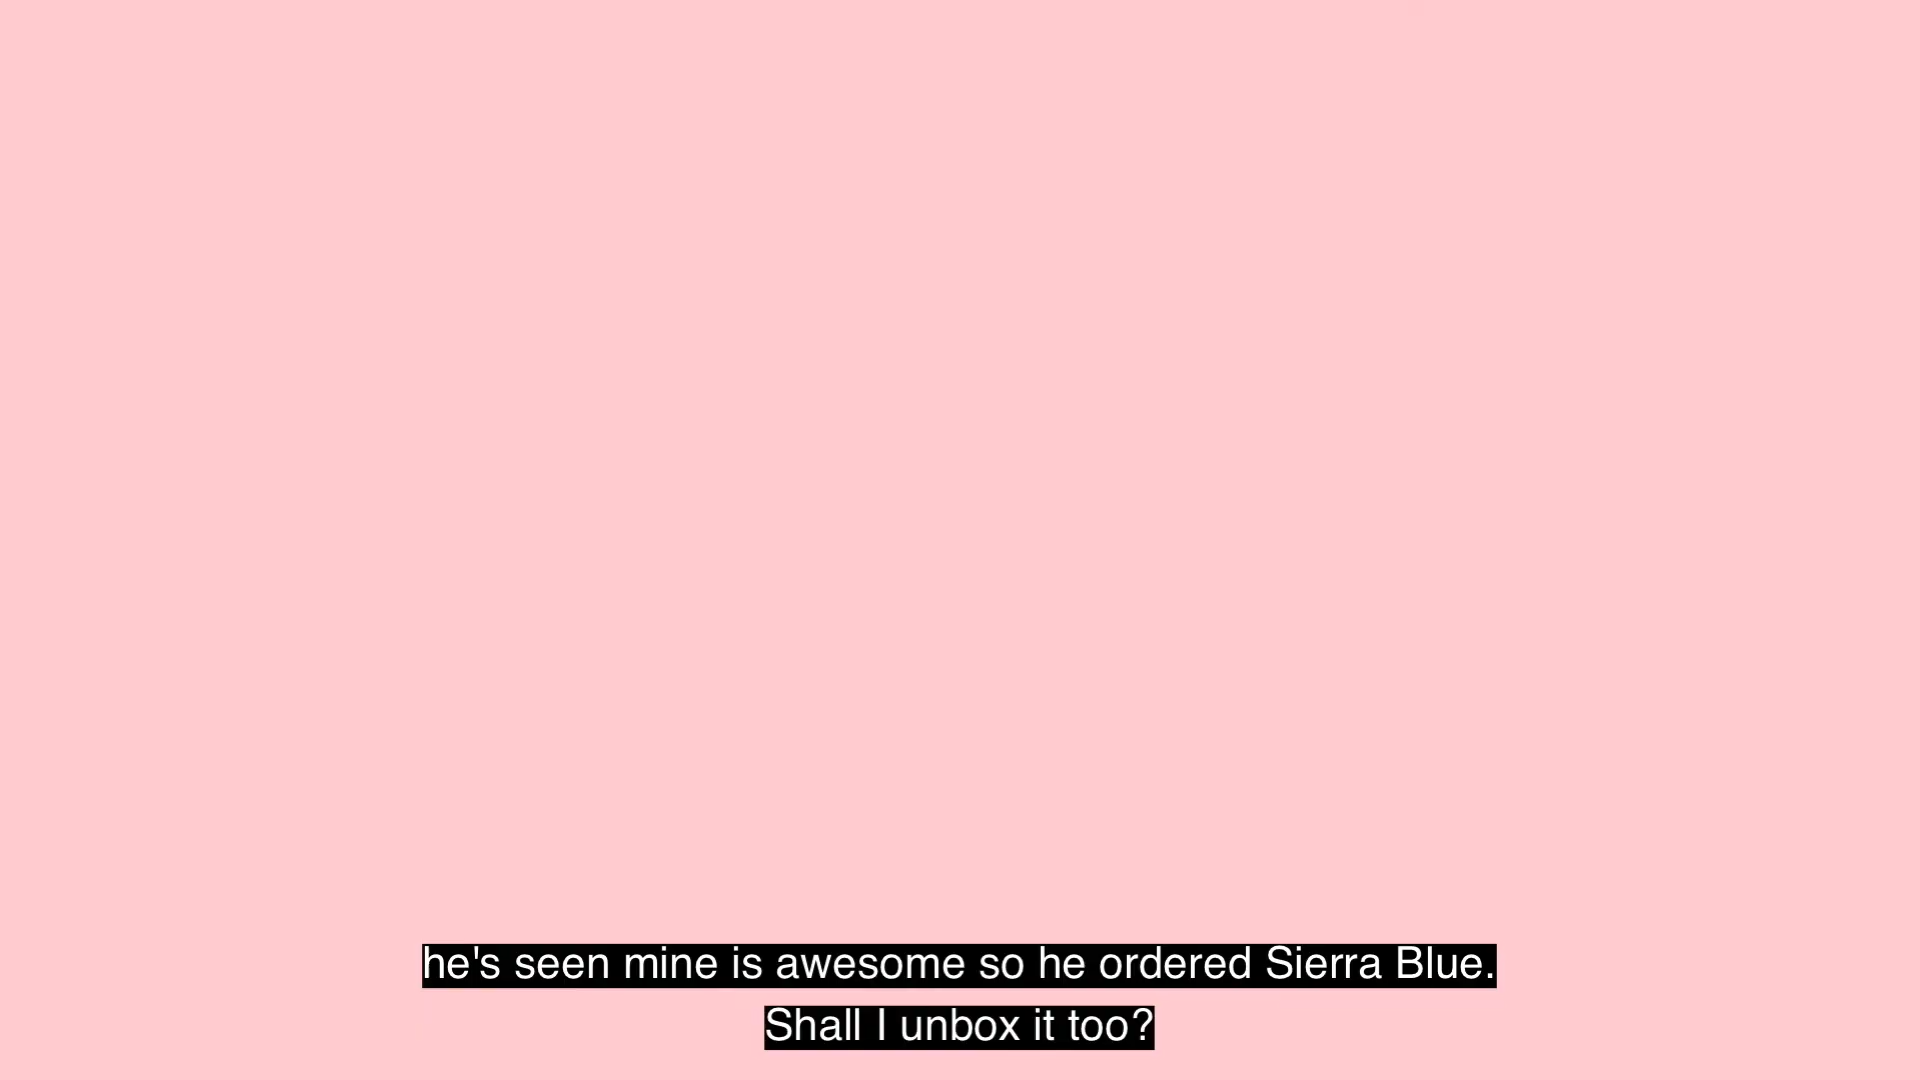 he's seen mine is awesome so he ordered Sierra Blue.
Shall I unbox it too?